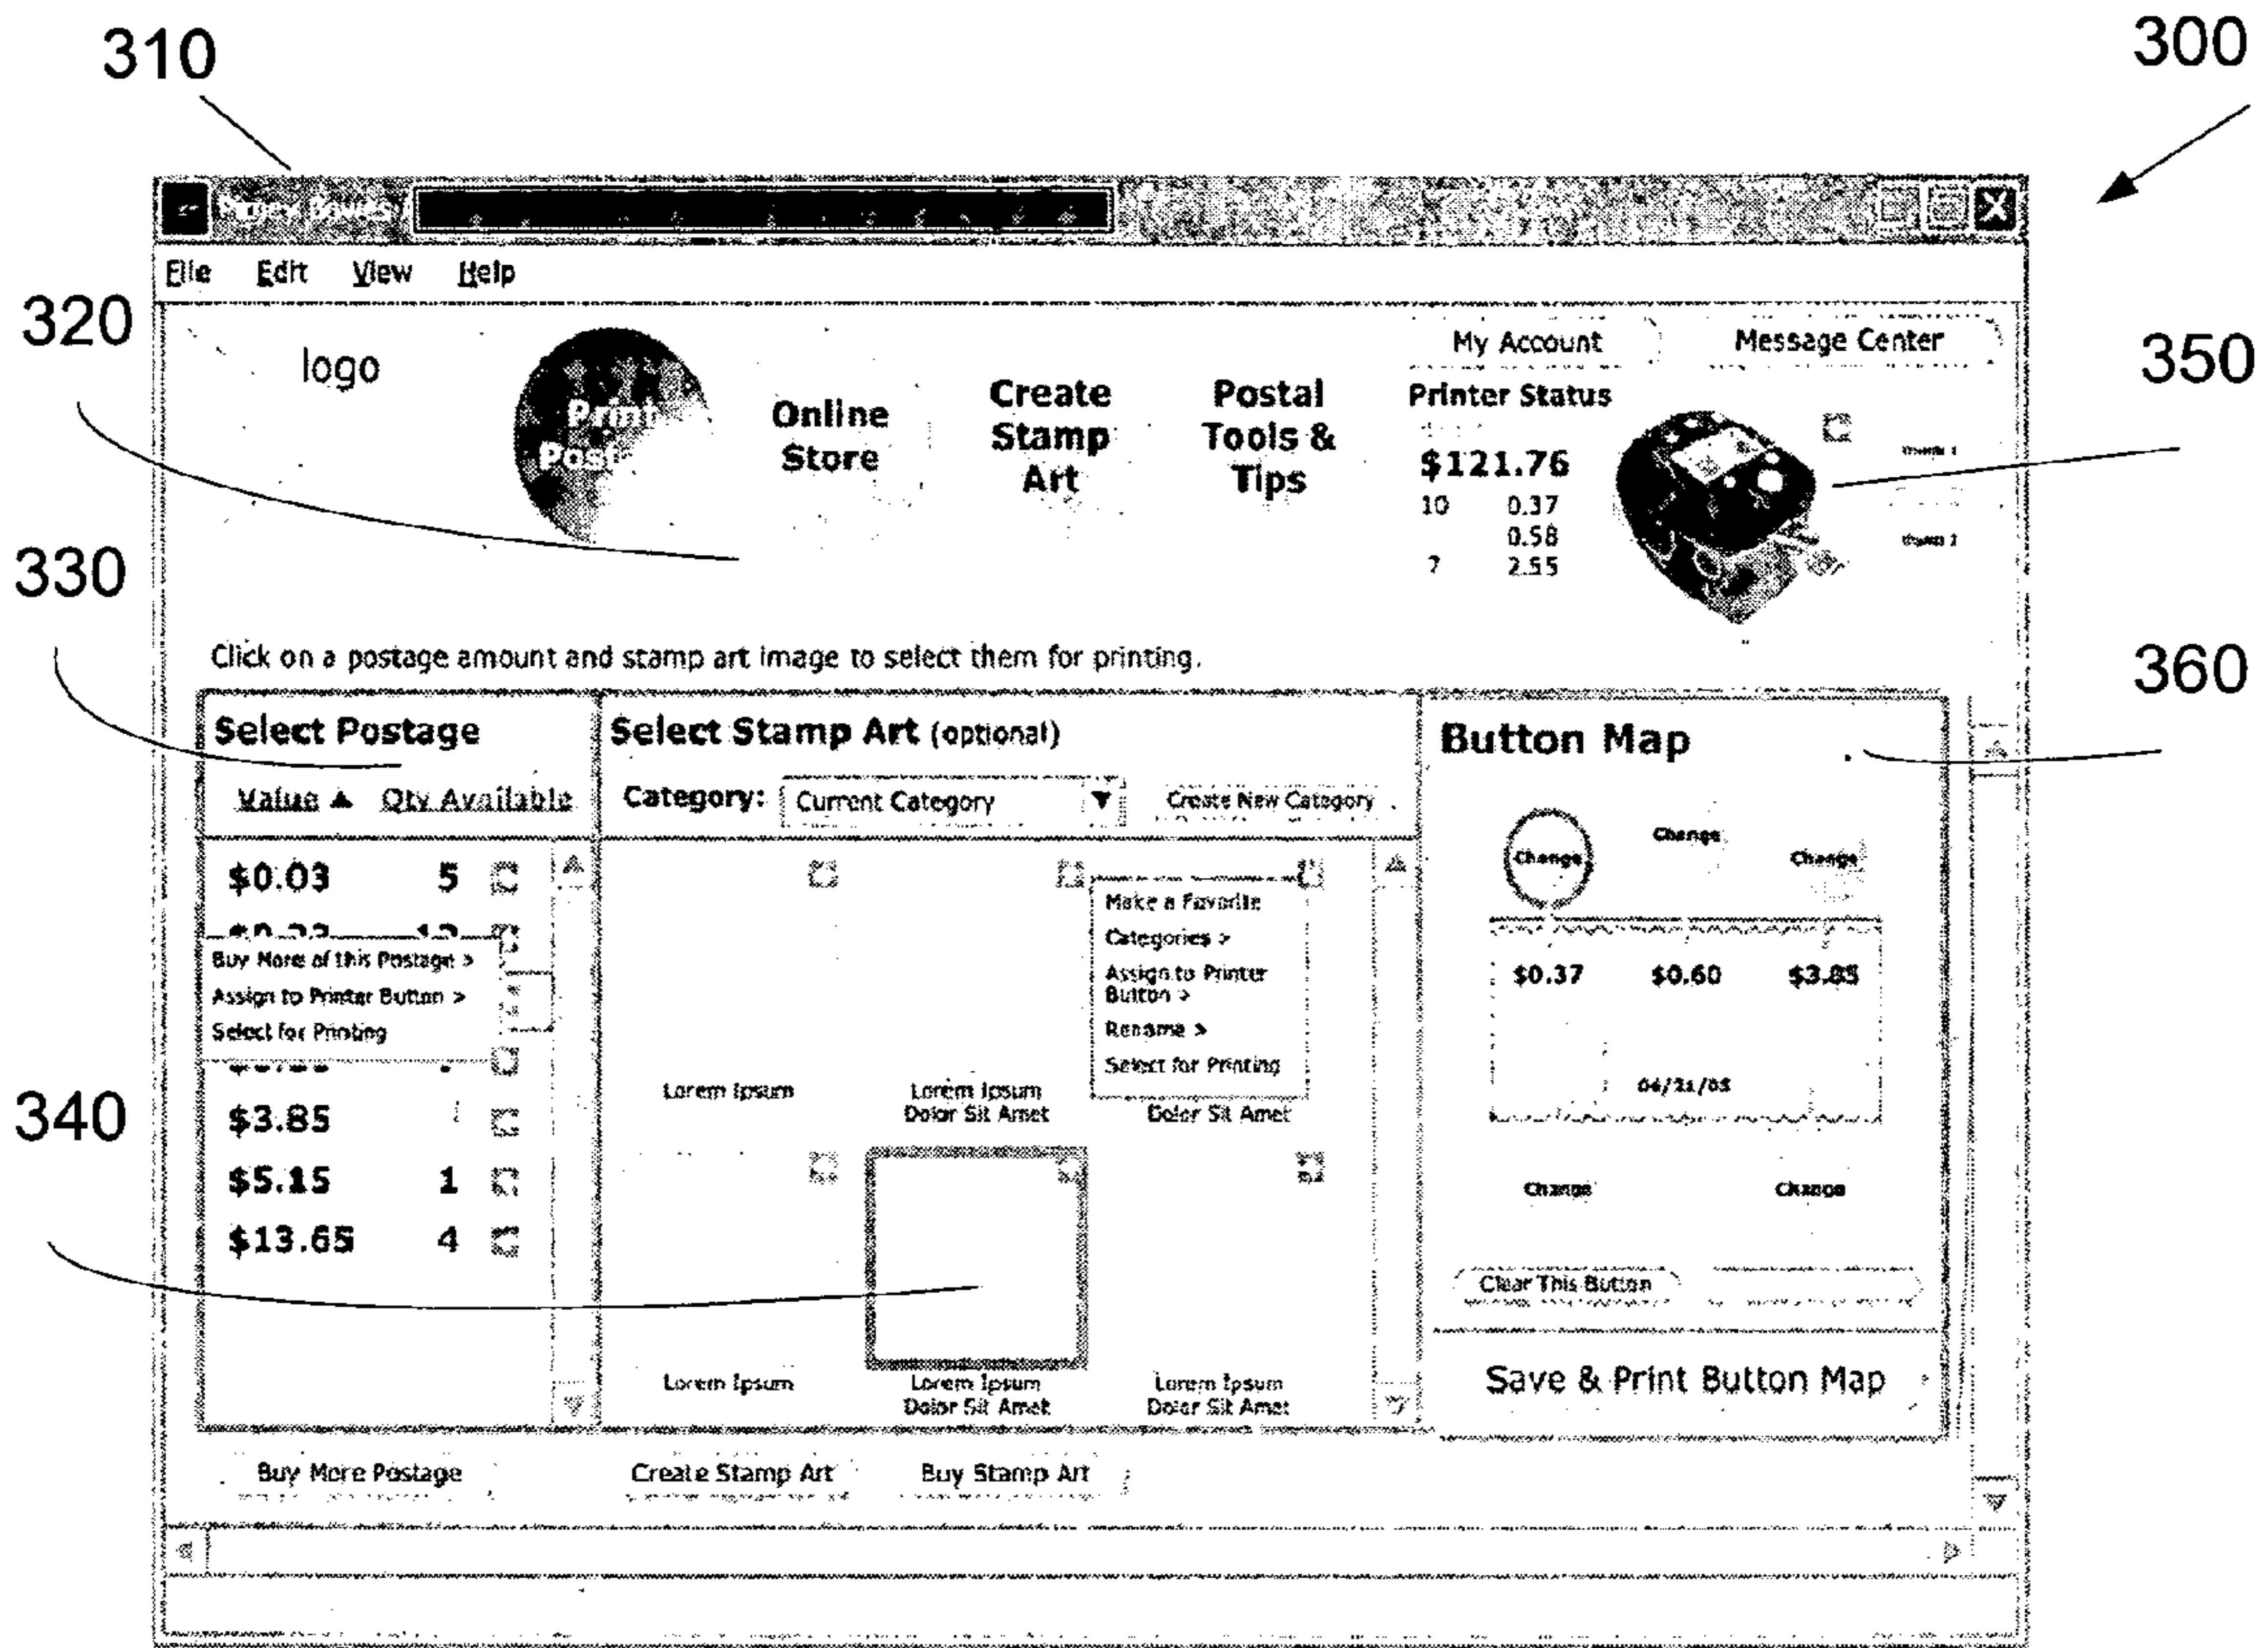 310
300
Pitney Bowes
File Edit View Help
320
350
logo
Print
Online Store
Create Stamp Art
Postal Tools & Tips
My Account
Message Center
Printer Status
$121.76
10 0.37
0.58
2.55
330
360
Click on a postage amount and stamp art image to select them for printing.
Select Postage
Value ▲ Qty Available
$0.03 5
Buy More of this Postage >
Assign to Printer Button >
Select for Printing
340
$3.85
$5.15 1
$13.65 4
Select Stamp Art (optional)
Category: Current Category ▼ Create New Category
Make a Favorite
Categories >
Assign to Printer
Button >
Rename >
Select for Printing
Lorem Ipsum
Lorem Ipsum
Dolor Sit Amet
Dolor Sit Amet
Lorem Ipsum
Lorem Ipsum
Dolor Sit Amet
Lorem Ipsum
Dolor Sit Amet
Button Map
Change Change Change
$0.37 $0.60 $3.85
Change Change
Clear This Button
Save & Print Button Map
Buy More Postage
Create Stamp Art
Buy Stamp Art